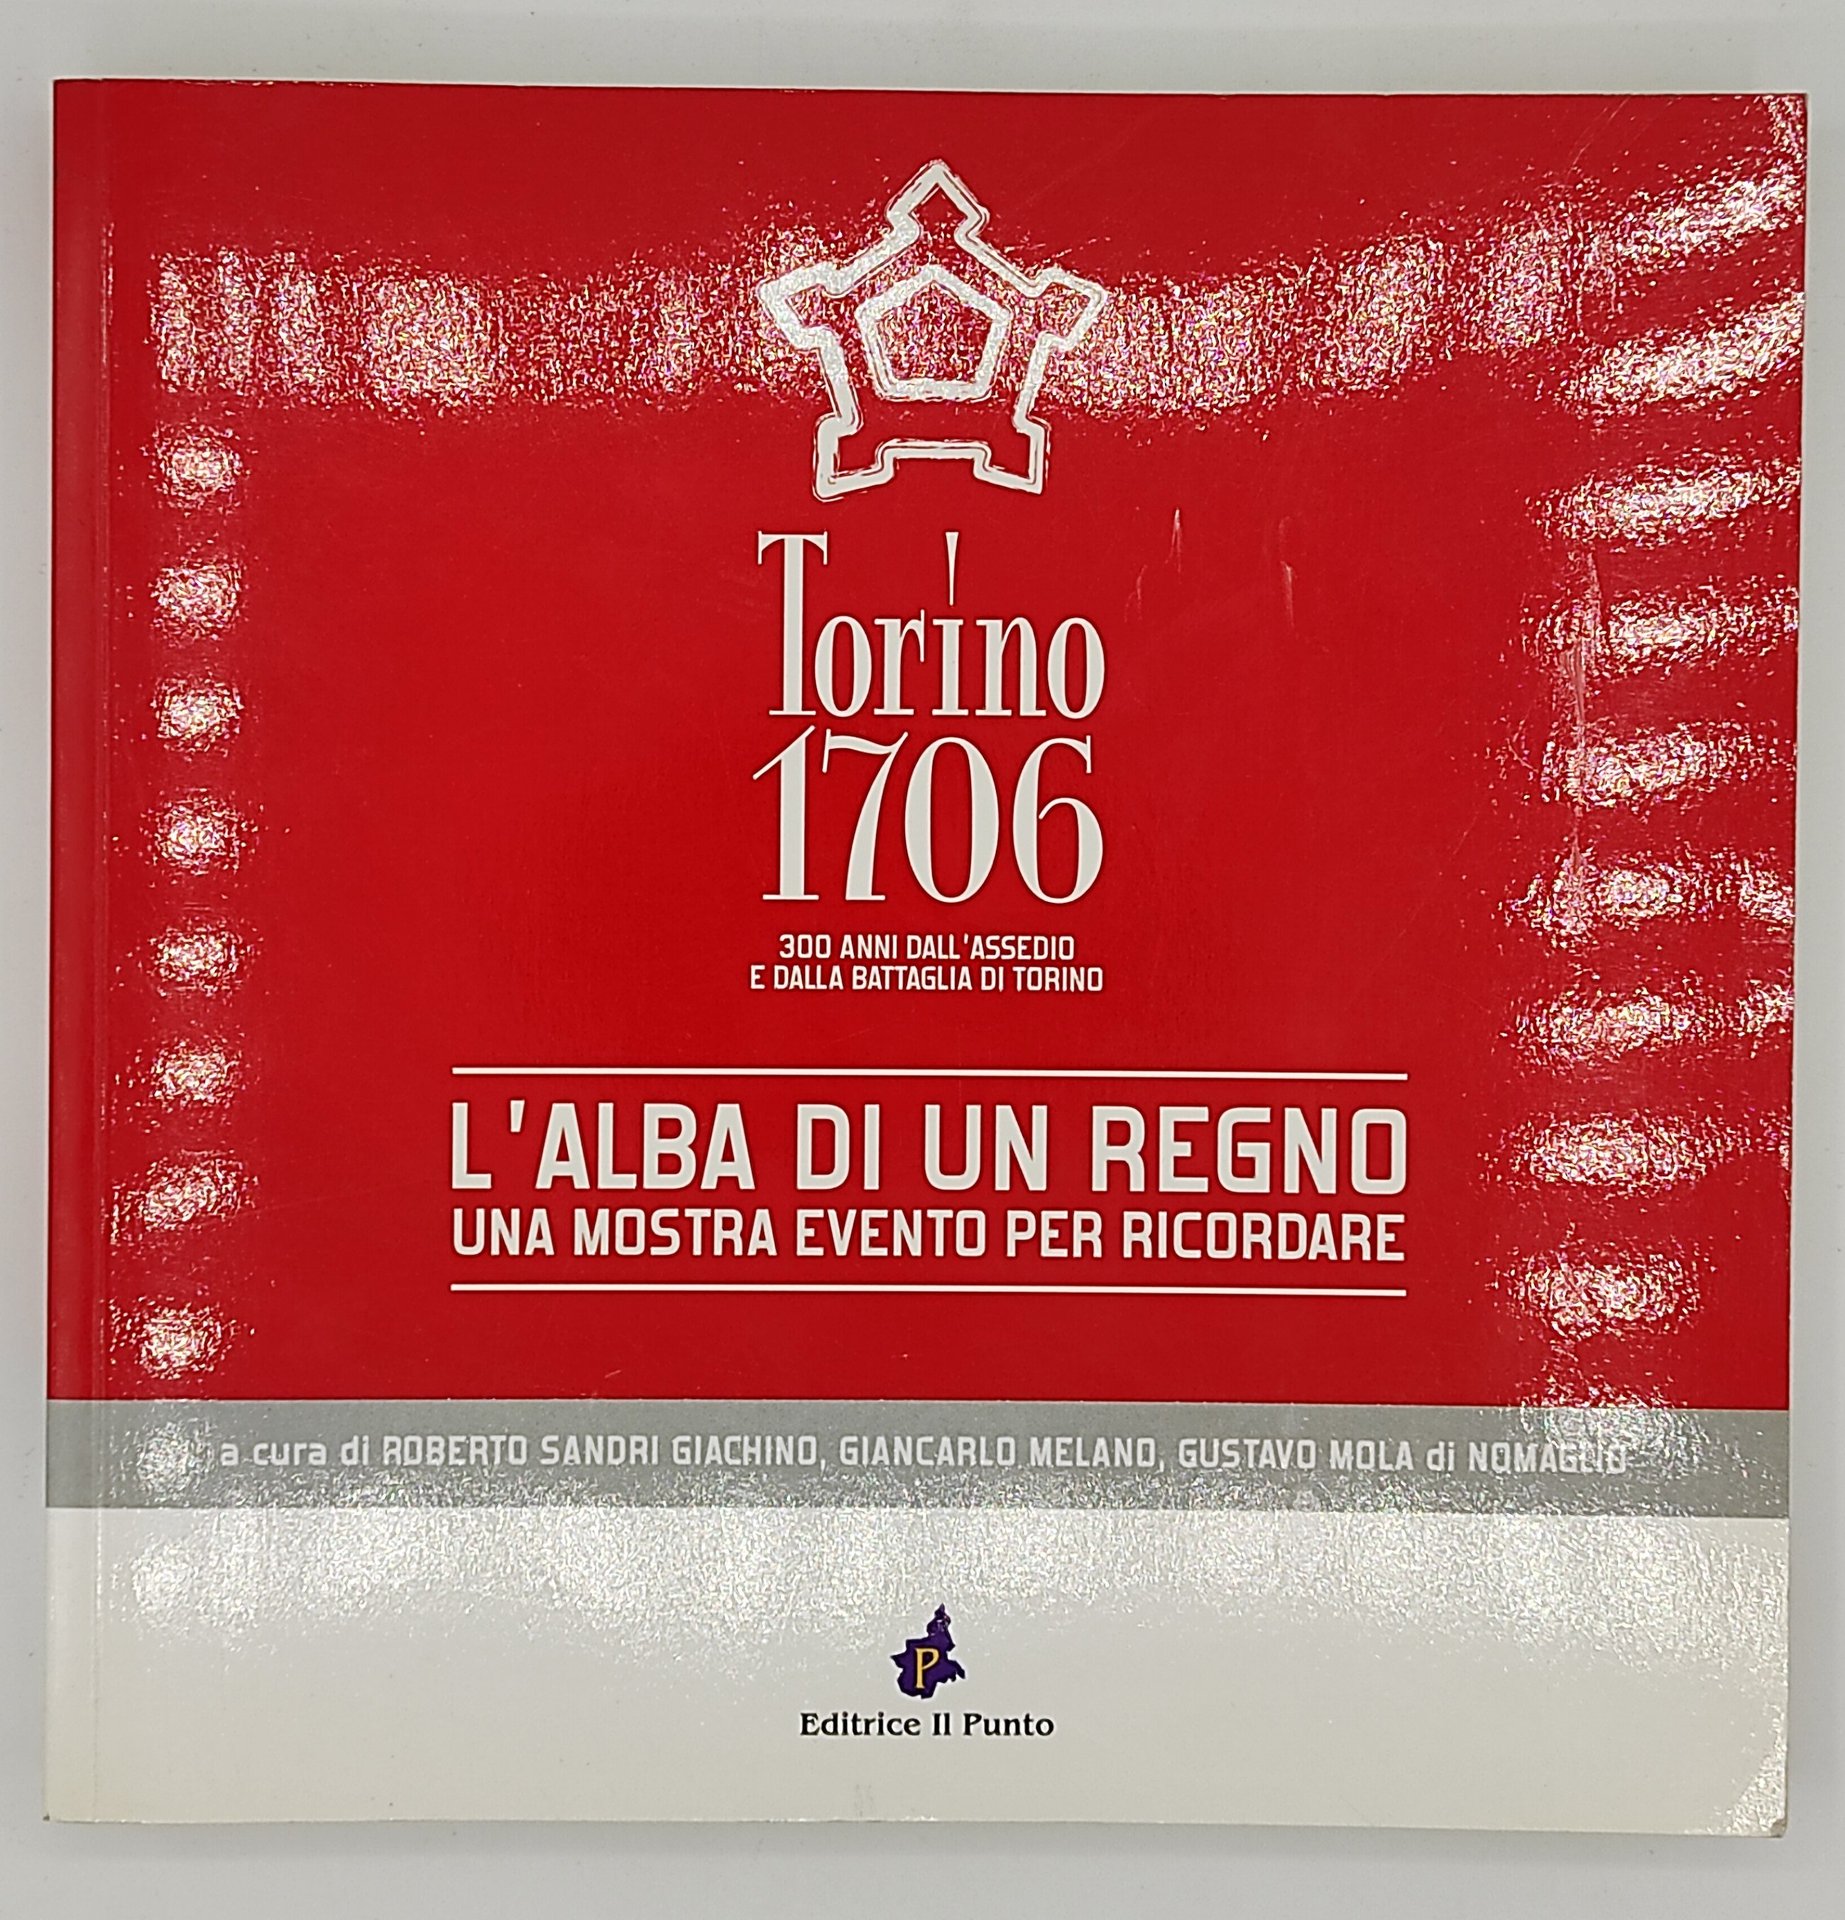 Torino
1706
300 ANNI DALL'ASSEDIO
E DALLA BATTAGLIA DI TORINO
L'ALBA DI UN REGNO
UNA MOSTRA EVENTO PER RICORDARE
a cura di ROBERTO SANDRI GIACHINO, GIANCARLO MELANO, GUSTAVO MOLA di NOMAGLIO
P
Editrice Il Punto